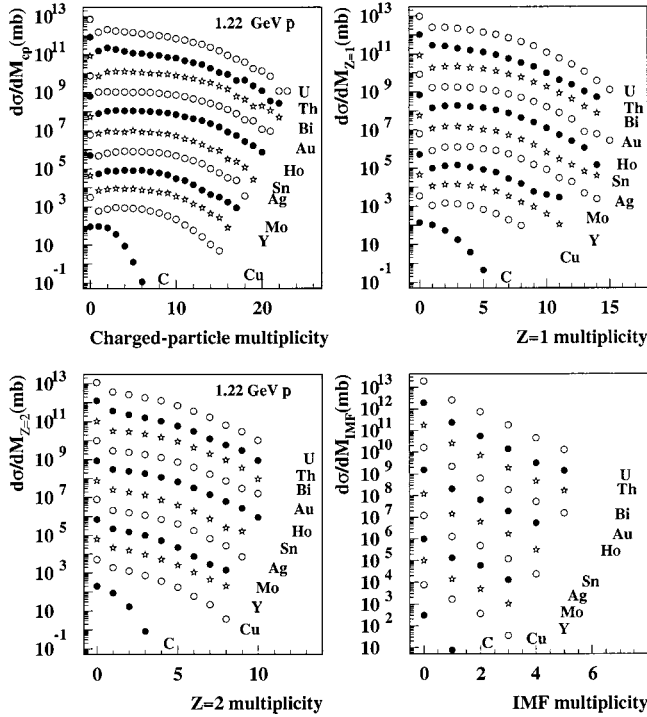 1.22 GeV p̄
dσ/dM_cp(mb)
10^13
10^11
10^9
10^7
10^5
10^3
10
10^-1
U
Th
Bi
Au
Ho
Sn
Ag
Mo
Y
Cu
C
0 10 20
Charged-particle multiplicity
dσ/dM_Z=1(mb)
10^13
10^11
10^9
10^7
10^5
10^3
10
10^-1
U
Th
Bi
Au
Ho
Sn
Ag
Mo
Y
Cu
C
0 5 10 15
Z=1 multiplicity
1.22 GeV p̄
dσ/dM_Z=2(mb)
10^13
10^11
10^9
10^7
10^5
10^3
10
10^-1
U
Th
Bi
Au
Ho
Sn
Ag
Mo
Y
Cu
C
0 5 10
Z=2 multiplicity
dσ/dM_IMF(mb)
10^13
10^12
10^11
10^10
10^9
10^8
10^7
10^6
10^5
10^4
10^3
10^2
10
U
Th
Bi
Au
Ho
Sn
Ag
Mo
Y
Cu
C
0 2 4 6
IMF multiplicity